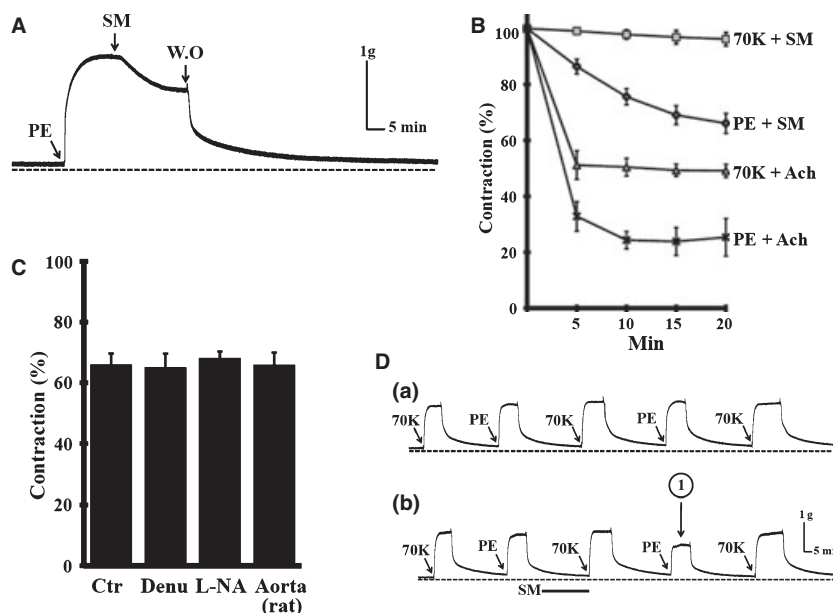 A
SM
W.O
PE
1g
5 min
B
Contraction (%)
100
80
60
40
20
0
5
10
15
20
Min
70K + SM
PE + SM
70K + Ach
PE + Ach
C
Contraction (%)
100
80
60
40
20
0
Ctr
Denu
L-NA
Aorta
(rat)
D
(a)
70K
PE
70K
PE
70K
(b)
1
70K
PE
70K
PE
70K
1 g
5 min
SM